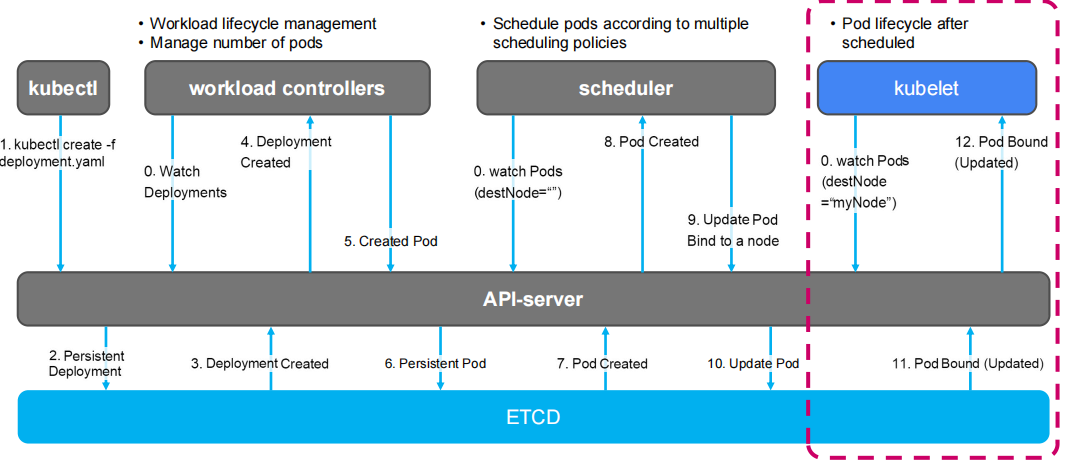 • Workload lifecycle management
• Manage number of pods
• Schedule pods according to multiple
scheduling policies
• Pod lifecycle after
scheduled
kubectl
workload controllers
scheduler
kubelet
1. kubectl create -f
deployment.yaml
0. Watch
Deployments
4. Deployment
Created
5. Created Pod
0. watch Pods
(destNode=“”)
8. Pod Created
9. Update Pod
Bind to a node
0. watch Pods
(destNode
=“myNode”)
12. Pod Bound
(Updated)
API-server
2. Persistent
Deployment
3. Deployment Created
6. Persistent Pod
7. Pod Created
10. Update Pod
11. Pod Bound (Updated)
ETCD